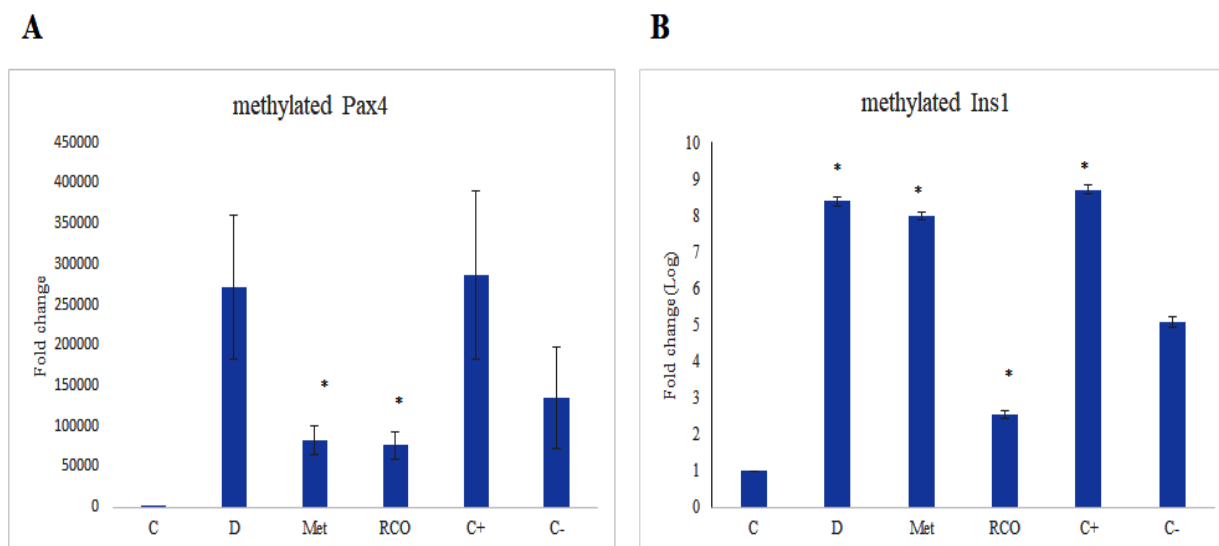 A
methylated Pax4
Fold change
450000
400000
350000
300000
250000
200000
150000
100000
50000
0
* *
C D Met RCO C+ C-
B
methylated Ins1
Fold change (Log)
10
9
8
7
6
5
4
3
2
1
0
* * * *
C D Met RCO C+ C-